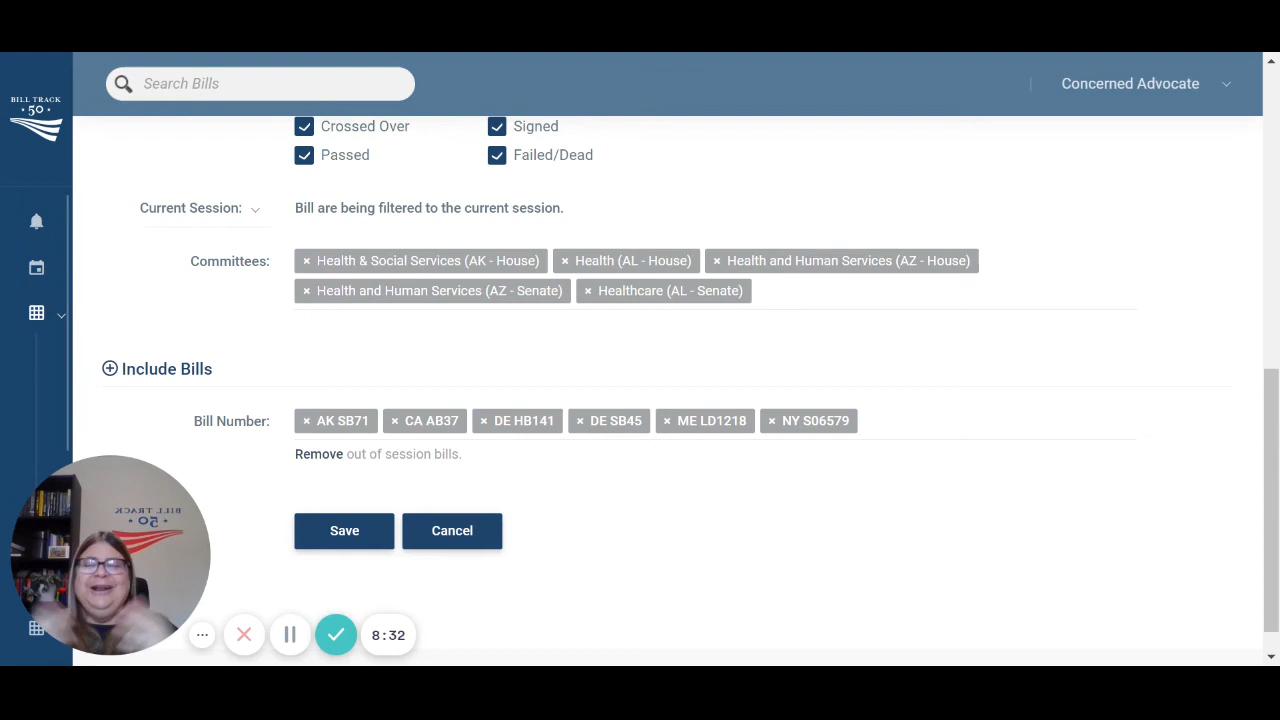 Search Bills
Concerned Advocate
BILL TRACK
50
Crossed Over
Signed
Passed
Failed/Dead
Current Session:
Bill are being filtered to the current session.
Committees:
× Health & Social Services (AK - House) × Health (AL - House) × Health and Human Services (AZ - House)
× Health and Human Services (AZ - Senate) × Healthcare (AL - Senate)
Include Bills
Bill Number:
× AK SB71 × CA AB37 × DE HB141 × DE SB45 × ME LD1218 × NY S06579
Remove out of session bills.
BILL TRACK
50
Save
Cancel
8:32